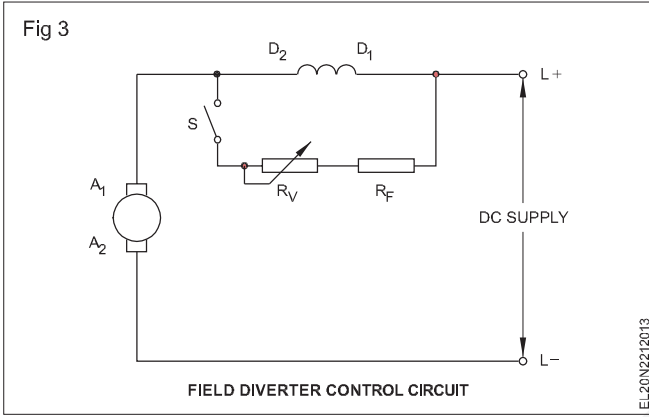 Fig 3
D2 D1
L+
S
RV RF
A1
A2
DC SUPPLY
L−
FIELD DIVERTER CONTROL CIRCUIT
EL20N2212013